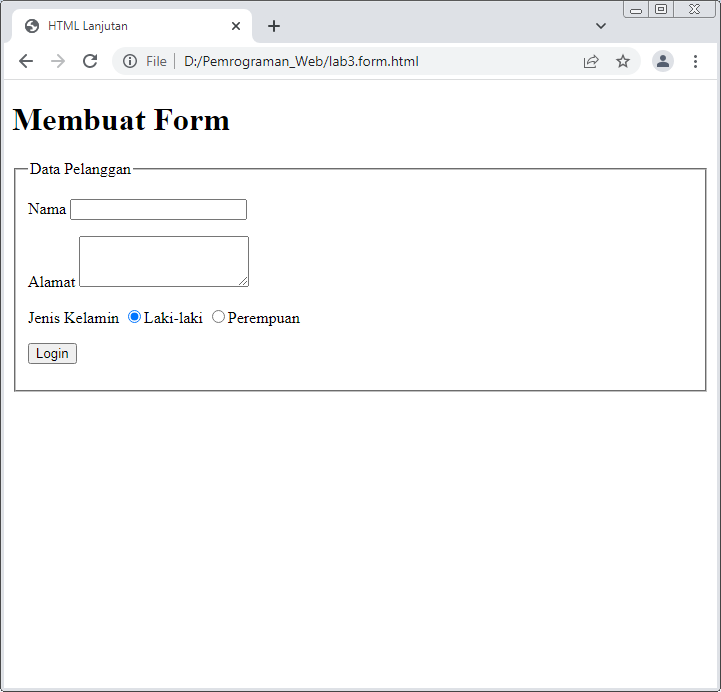 HTML Lanjutan
File D:/Pemrograman_Web/lab3.form.html
Membuat Form
Data Pelanggan
Nama
Alamat
Jenis Kelamin Laki-laki Perempuan
Login